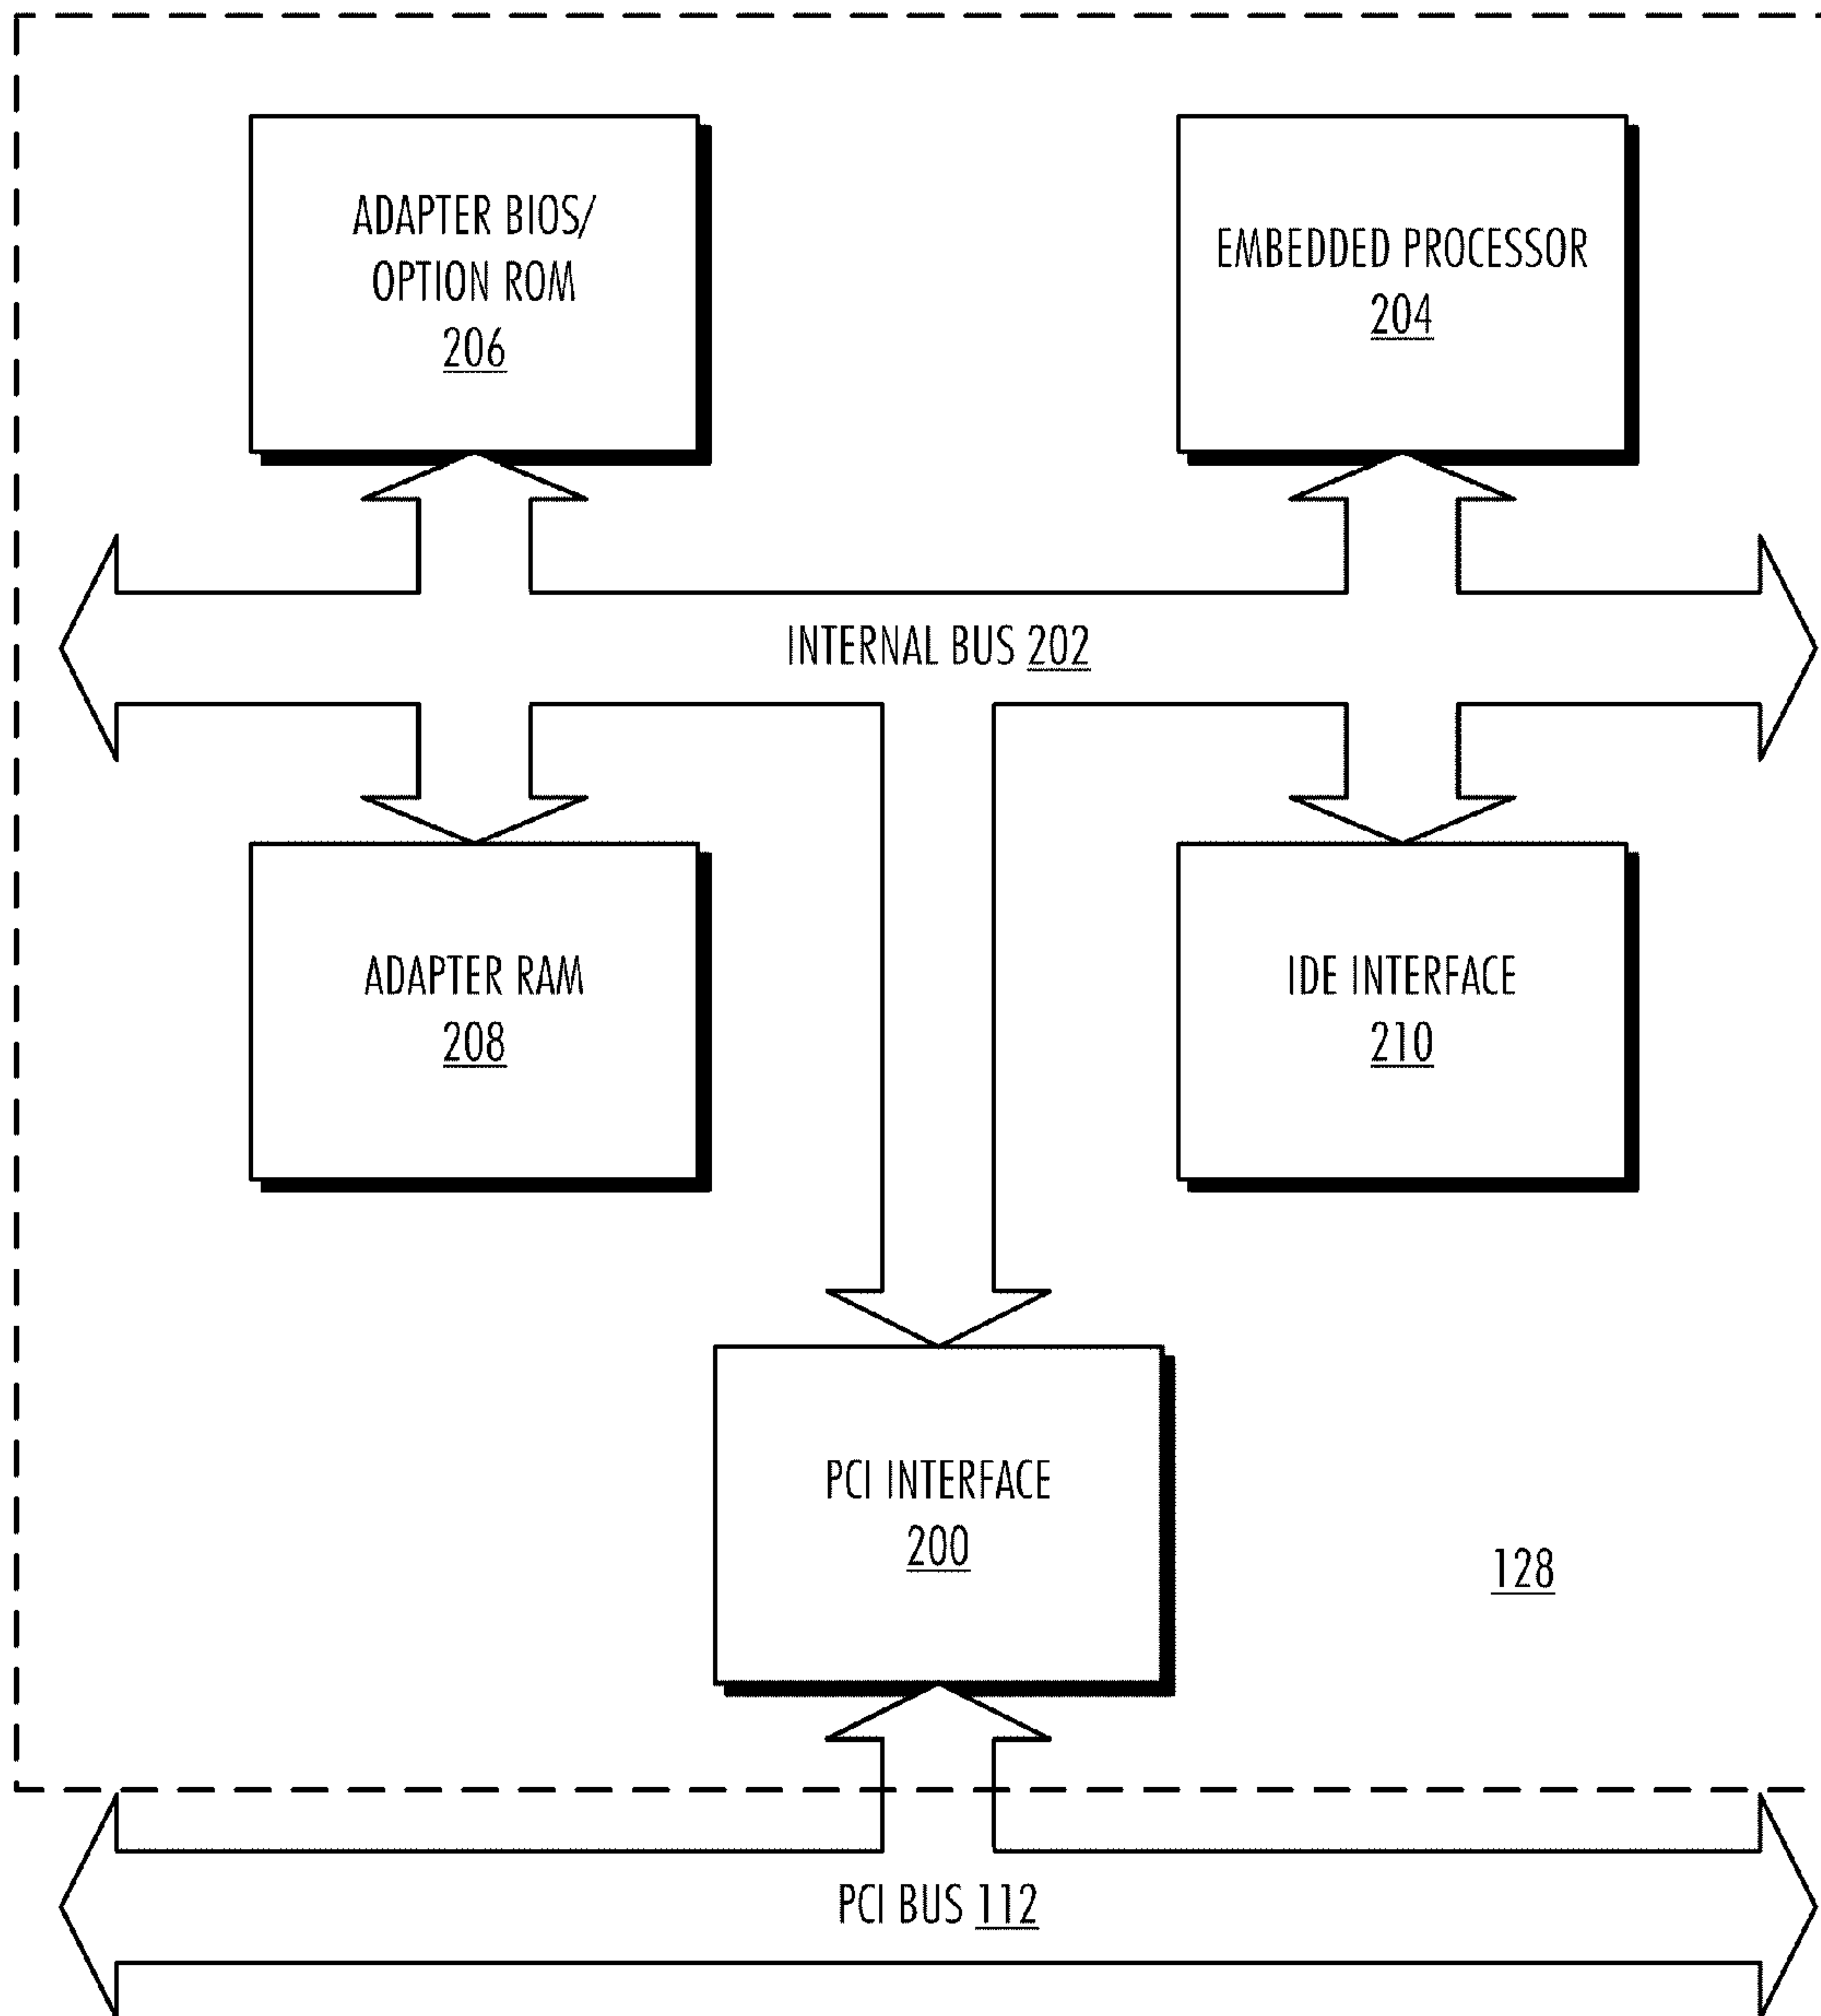 ADAPTER BIOS/
OPTION ROM
206
EMBEDDED PROCESSOR
204
INTERNAL BUS 202
ADAPTER RAM
208
IDE INTERFACE
210
PCI INTERFACE
200
128
PCI BUS 112